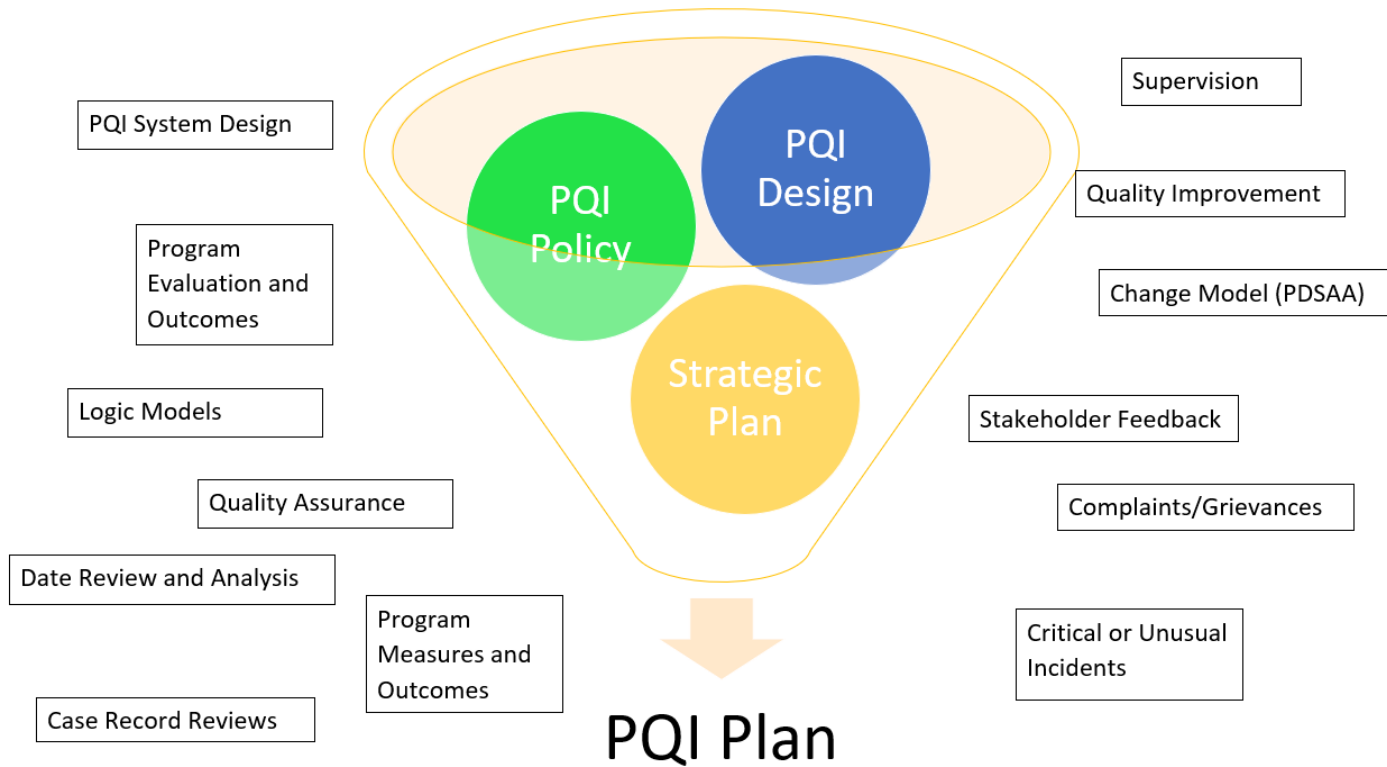 PQI System Design
Program
Evaluation and
Outcomes
Logic Models
Quality Assurance
Date Review and Analysis
Program
Measures and
Outcomes
Case Record Reviews
PQI
Policy
PQI
Design
Strategic
Plan
PQI Plan
Supervision
Quality Improvement
Change Model (PDSAA)
Stakeholder Feedback
Complaints/Grievances
Critical or Unusual
Incidents